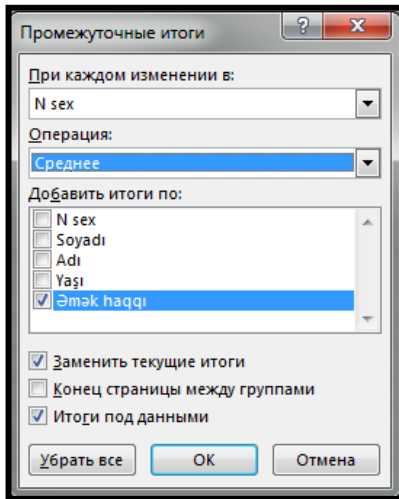 Промежуточные итоги
При каждом изменении в:
N sex
Операция:
Среднее
Добавить итоги по:
N sex
Soyadı
Adı
Yaşı
Əmək haqqı
Заменить текущие итоги
Конец страницы между группами
Итоги под данными
Убрать все ОК Отмена